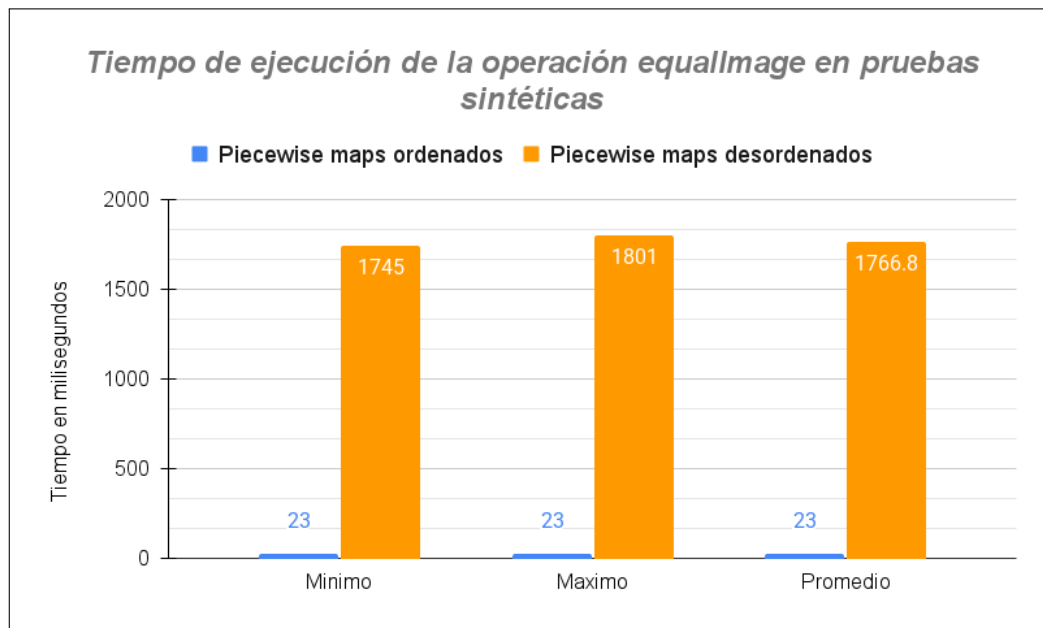 Tiempo de ejecución de la operación equalImage en pruebas
sintéticas
Piecewise maps ordenados Piecewise maps desordenados
Tiempo en milisegundos
2000
1500
1000
500
0
23 1745 23 1801 23 1766.8
Minimo Maximo Promedio